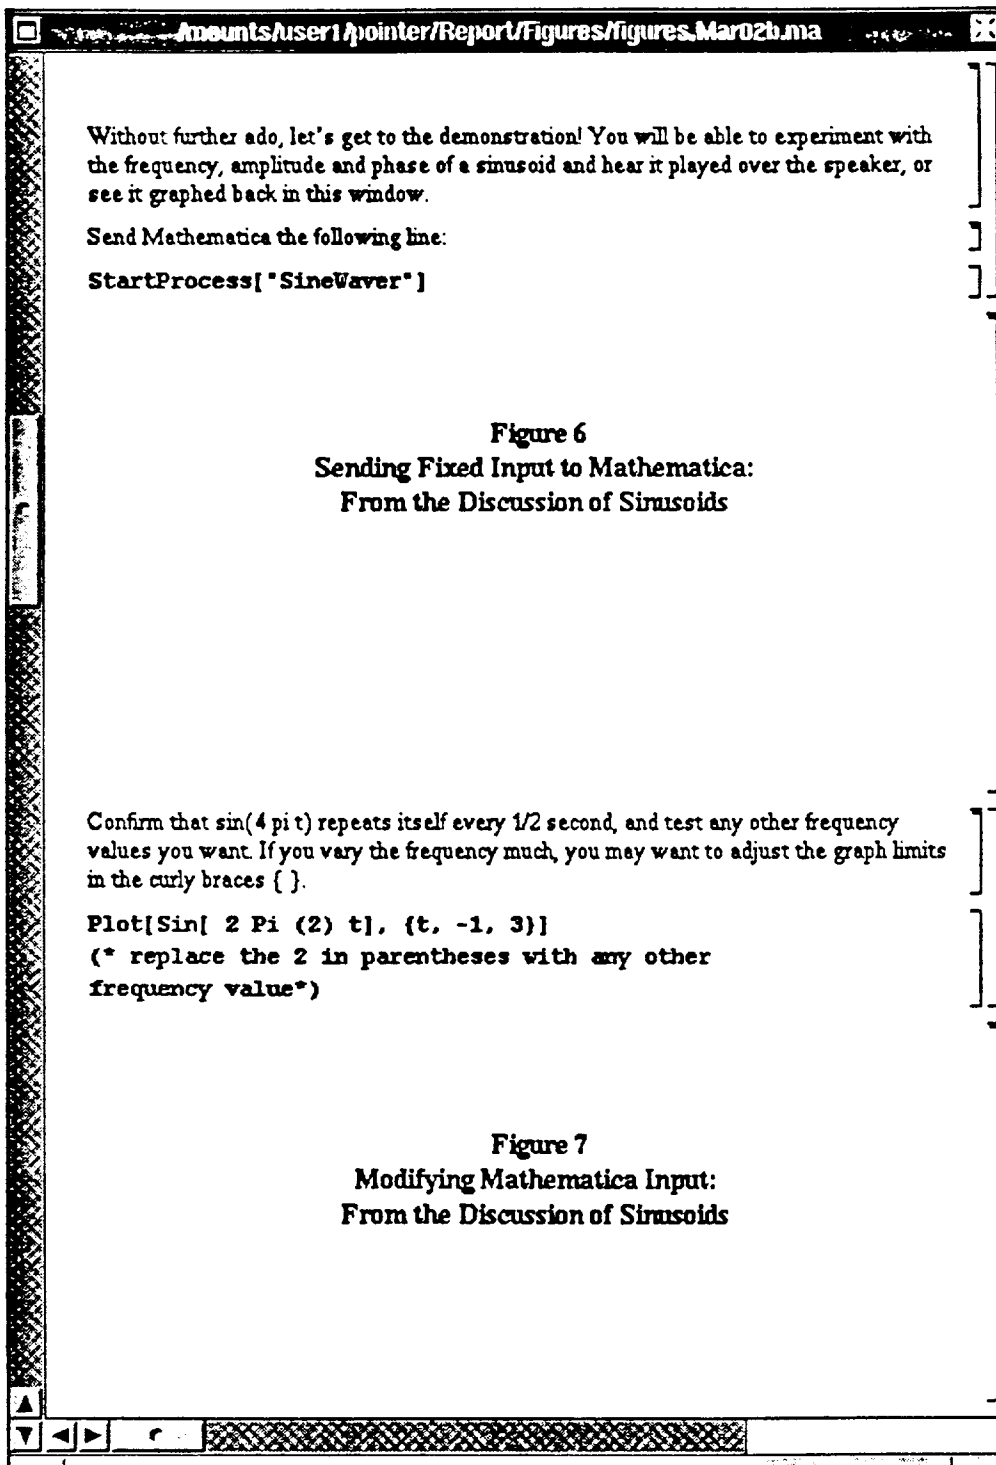 /mounts/user1/pointer/Report/Figures/figures.Mar02b.ma
Without further ado, let's get to the demonstration! You will be able to experiment with
the frequency, amplitude and phase of a sinusoid and hear it played over the speaker, or
see it graphed back in this window.
Send Mathematica the following line:
StartProcess["SineWaver"]
Figure 6
Sending Fixed Input to Mathematica:
From the Discussion of Sinusoids
Confirm that sin(4 pi t) repeats itself every 1/2 second, and test any other frequency
values you want. If you vary the frequency much, you may want to adjust the graph limits
in the curly braces { }.
Plot[Sin[ 2 Pi (2) t], {t, -1, 3}]
(* replace the 2 in parentheses with any other
frequency value*)
Figure 7
Modifying Mathematica Input:
From the Discussion of Sinusoids